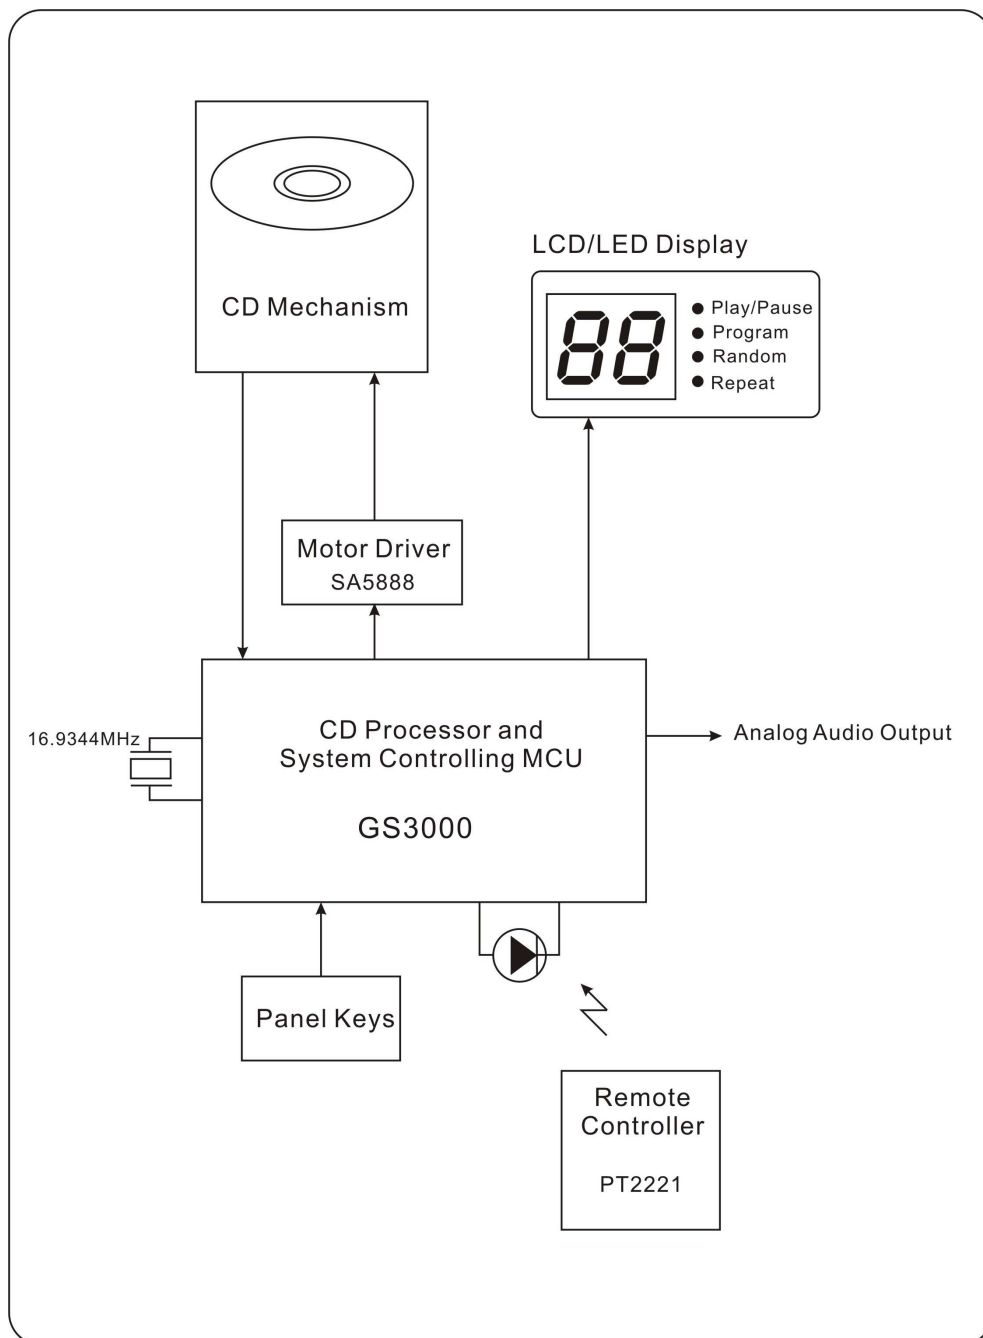 CD Mechanism
LCD/LED Display
88
Play/Pause
Program
Random
Repeat
Motor Driver
SA5888
16.9344MHz
CD Processor and
System Controlling MCU
GS3000
Analog Audio Output
Panel Keys
Remote
Controller
PT2221